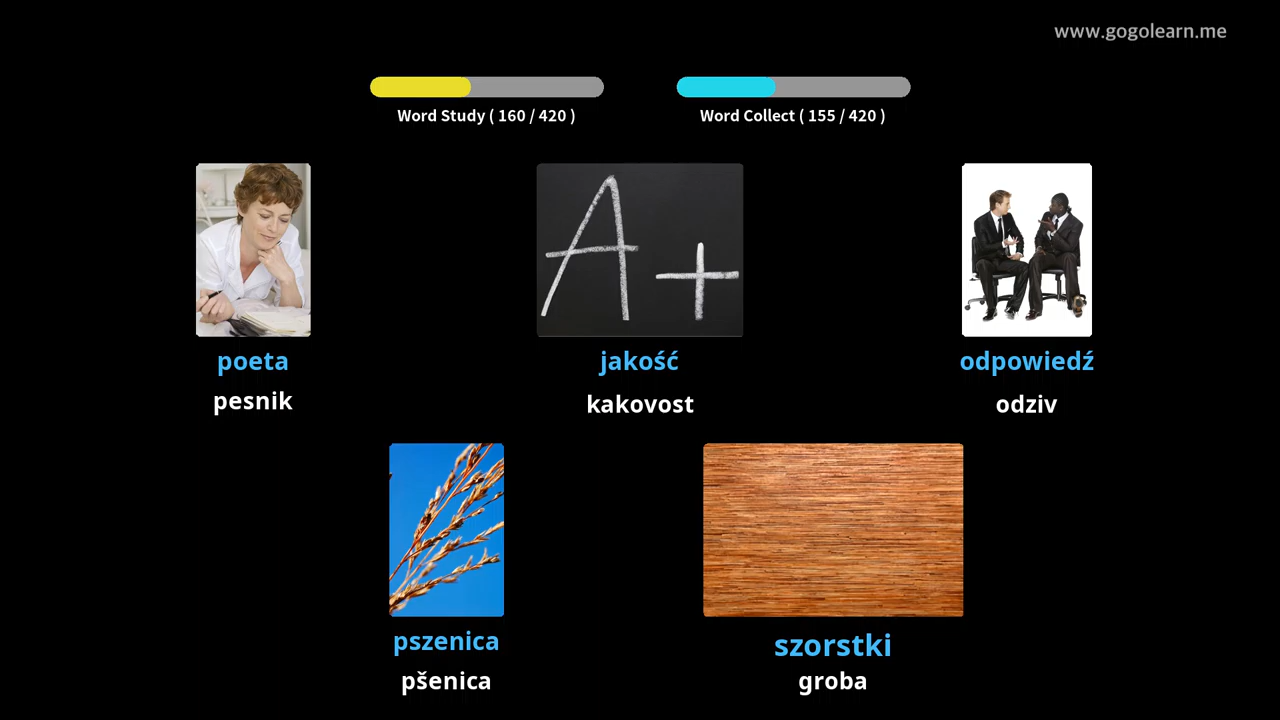 www.gogolearn.me
Word Study ( 160 / 420 )
Word Collect ( 155 / 420 )
A+
poeta
pesnik
jakość
kakovost
odpowiedź
odziv
pszenica
pšenica
szorstki
groba